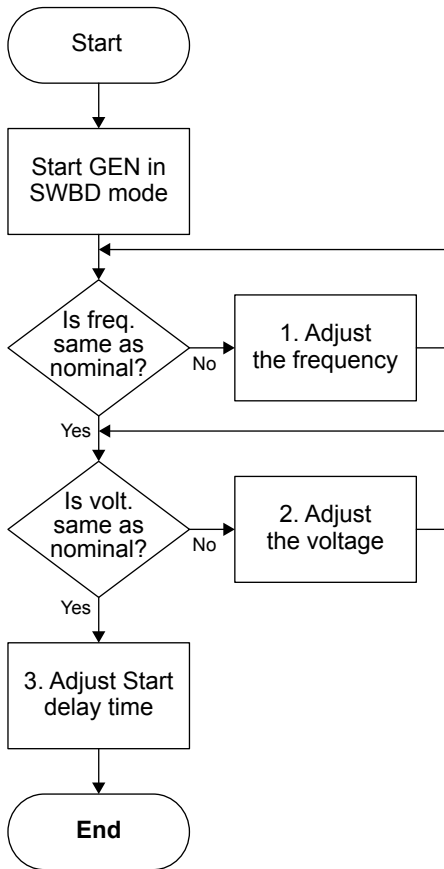 Start
Start GEN in
SWBD mode
Is freq.
same as
nominal?
No
1. Adjust
the frequency
Yes
Is volt.
same as
nominal?
No
2. Adjust
the voltage
Yes
3. Adjust Start
delay time
End